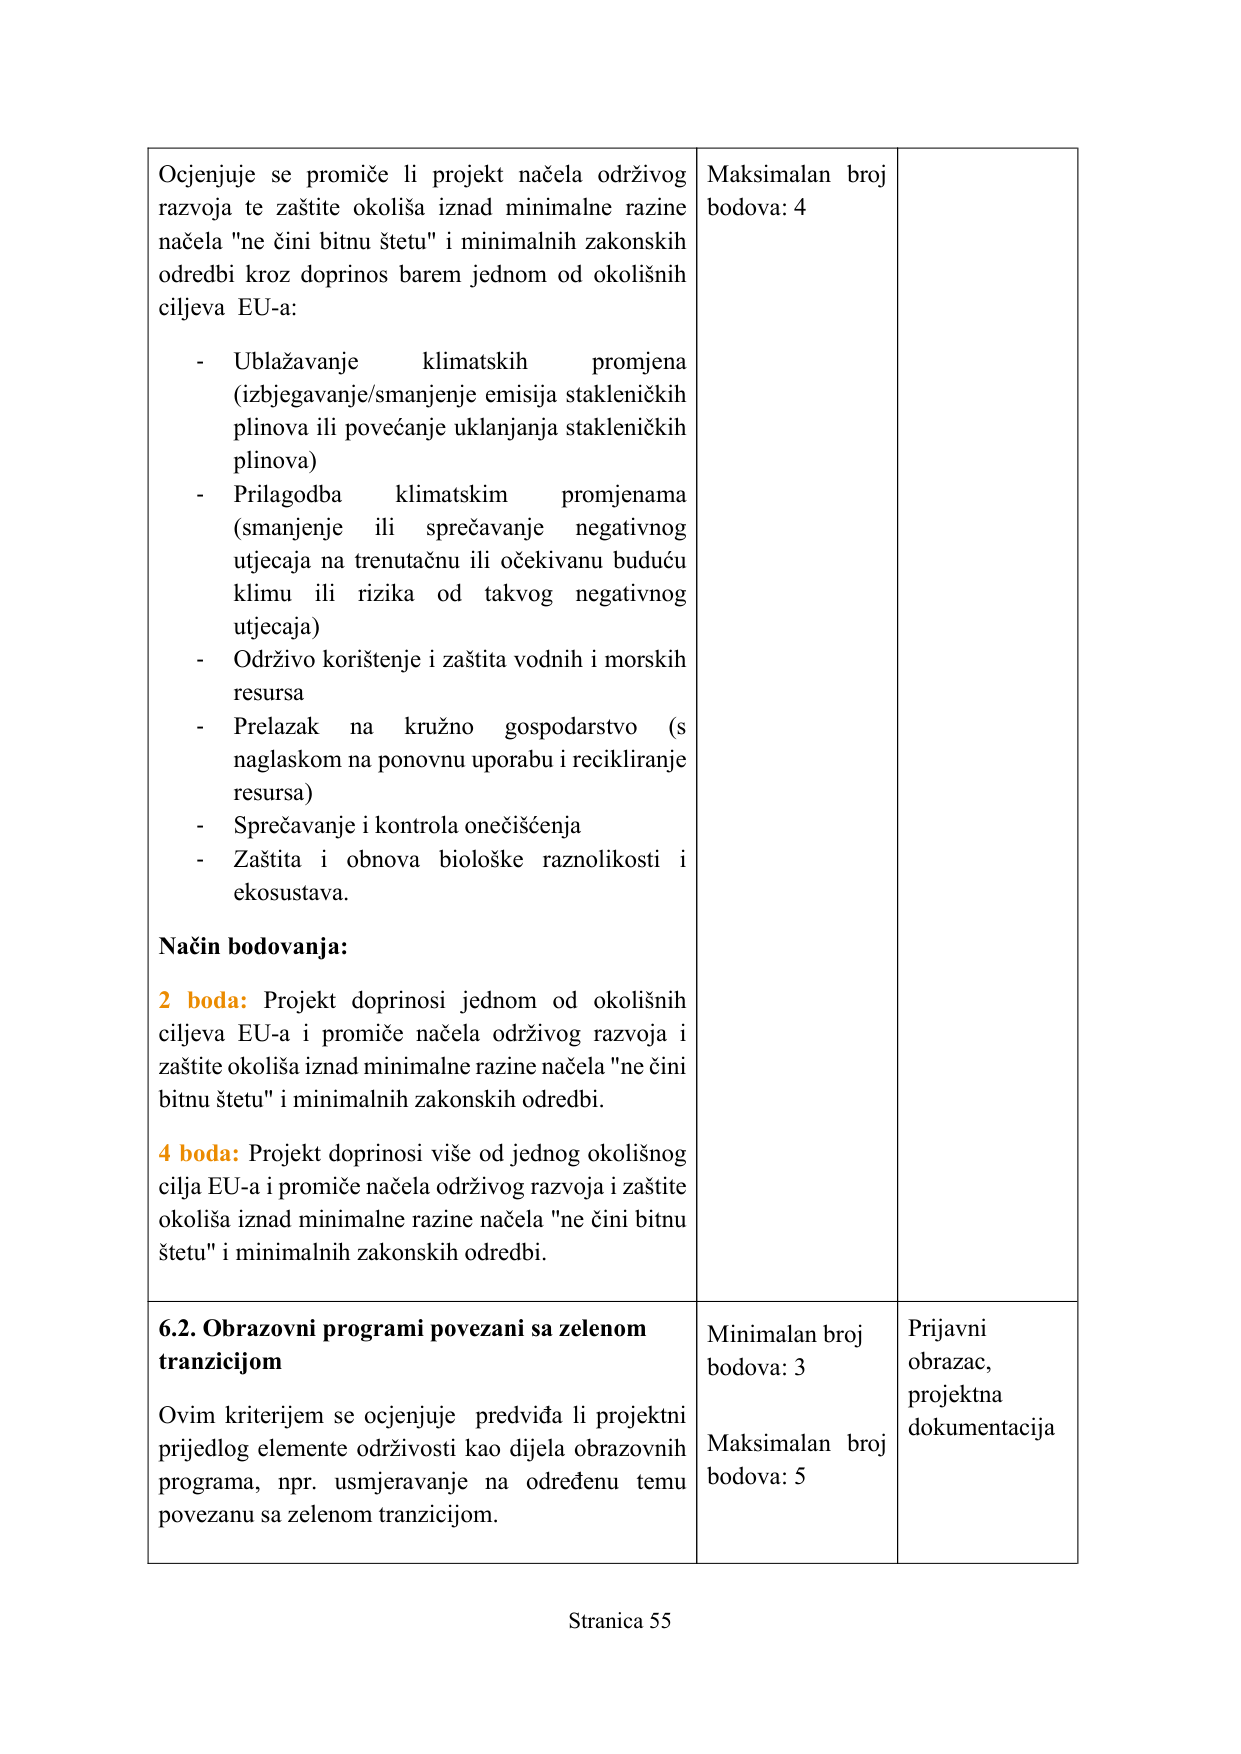 Ocjenjuje se promiče li projekt načela održivog
razvoja te zaštite okoliša iznad minimalne razine
načela "ne čini bitnu štetu" i minimalnih zakonskih
odredbi kroz doprinos barem jednom od okolišnih
ciljeva EU-a:
- Ublažavanje klimatskih promjena
(izbjegavanje/smanjenje emisija stakleničkih
plinova ili povećanje uklanjanja stakleničkih
plinova)
- Prilagodba klimatskim promjenama
(smanjenje ili sprečavanje negativnog
utjecaja na trenutačnu ili očekivanu buduću
klimu ili rizika od takvog negativnog
utjecaja)
- Održivo korištenje i zaštita vodnih i morskih
resursa
- Prelazak na kružno gospodarstvo (s
naglaskom na ponovnu uporabu i recikliranje
resursa)
- Sprečavanje i kontrola onečišćenja
- Zaštita i obnova biološke raznolikosti i
ekosustava.
Način bodovanja:
2 boda: Projekt doprinosi jednom od okolišnih
ciljeva EU-a i promiče načela održivog razvoja i
zaštite okoliša iznad minimalne razine načela "ne čini
bitnu štetu" i minimalnih zakonskih odredbi.
4 boda: Projekt doprinosi više od jednog okolišnog
cilja EU-a i promiče načela održivog razvoja i zaštite
okoliša iznad minimalne razine načela "ne čini bitnu
štetu" i minimalnih zakonskih odredbi.
Maksimalan broj
bodova: 4
6.2. Obrazovni programi povezani sa zelenom
tranzicijom
Ovim kriterijem se ocjenjuje predviđa li projektni
prijedlog elemente održivosti kao dijela obrazovnih
programa, npr. usmjeravanje na određenu temu
povezanu sa zelenom tranzicijom.
Minimalan broj
bodova: 3
Maksimalan broj
bodova: 5
Prijavni
obrazac,
projektna
dokumentacija
Stranica 55